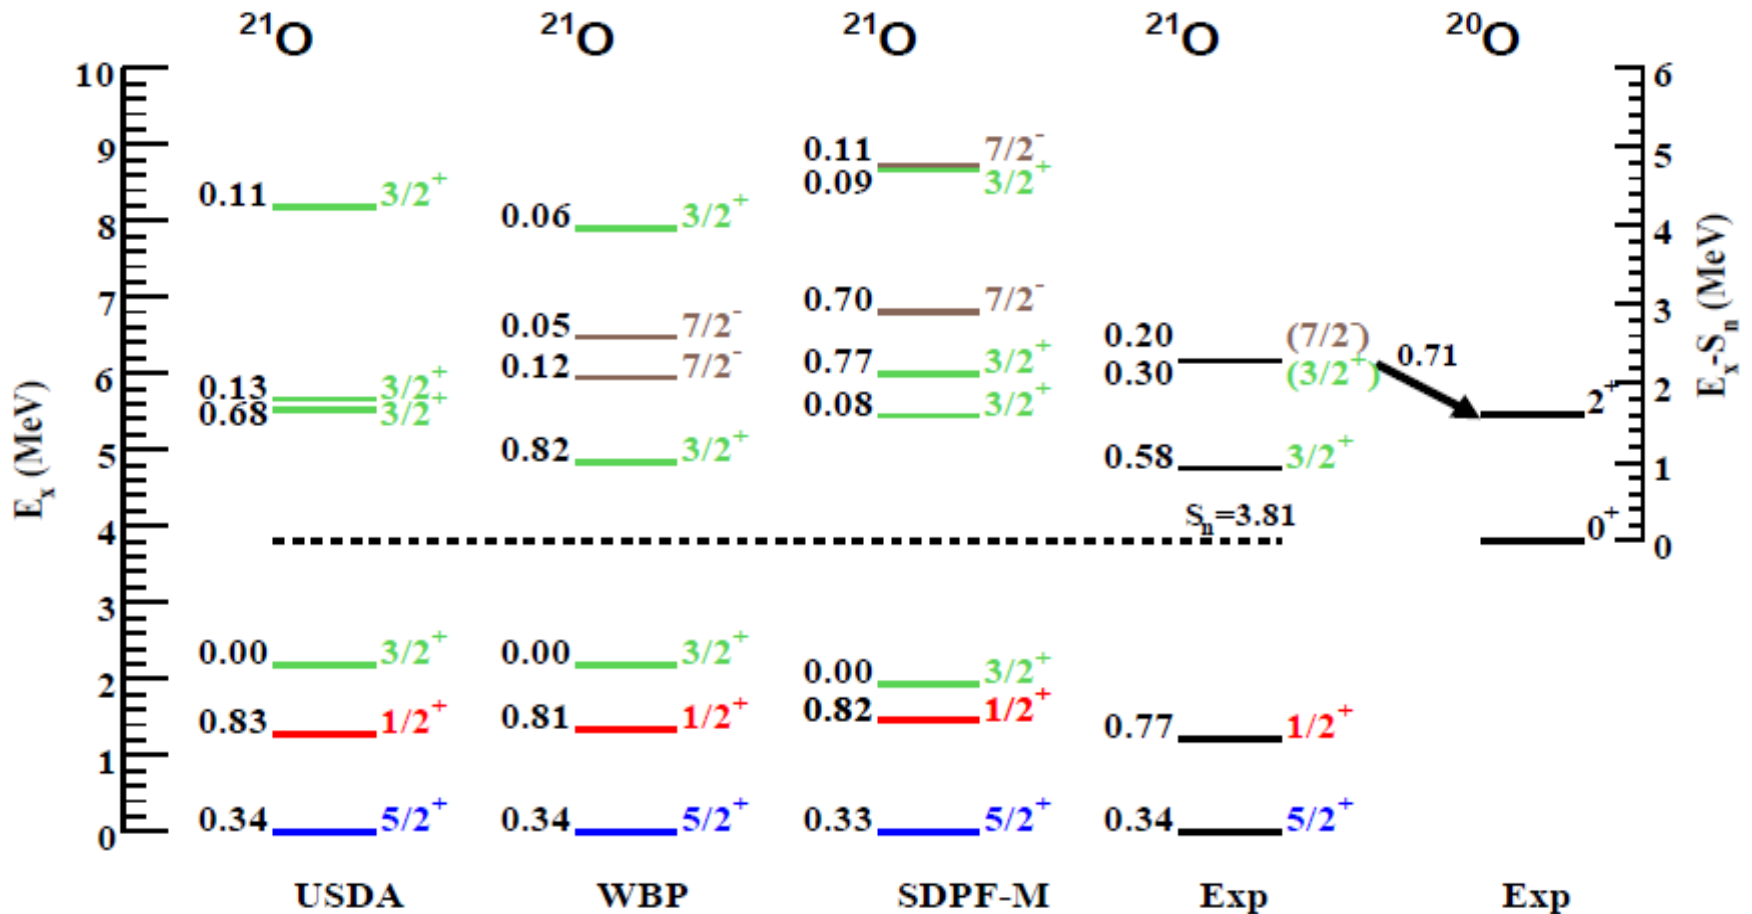 ²¹O ²¹O ²¹O ²¹O ²⁰O
10 6
9 0.11 7/2⁻ 5
0.11 3/2⁺ 0.09 3/2⁺
8 0.06 3/2⁺ 4
7 0.70 7/2⁻ 3
0.05 7/2⁻ 0.20 (7/2⁻)
6 0.12 7/2⁻ 0.77 3/2⁺ 0.30 (3/2⁺) 0.71 2
0.13 3/2⁺ 0.08 3/2⁺ 2⁺
0.68 3/2⁺
5 0.82 3/2⁺ 0.58 3/2⁺ 1
4 Sₙ=3.81 0⁺ 0
3
0.00 3/2⁺ 0.00 3/2⁺ 0.00 3/2⁺
2 0.83 1/2⁺ 0.81 1/2⁺ 0.82 1/2⁺ 0.77 1/2⁺
1
0 0.34 5/2⁺ 0.34 5/2⁺ 0.33 5/2⁺ 0.34 5/2⁺
USDA WBP SDPF-M Exp Exp
Eₓ (MeV)
Eₓ-Sₙ (MeV)